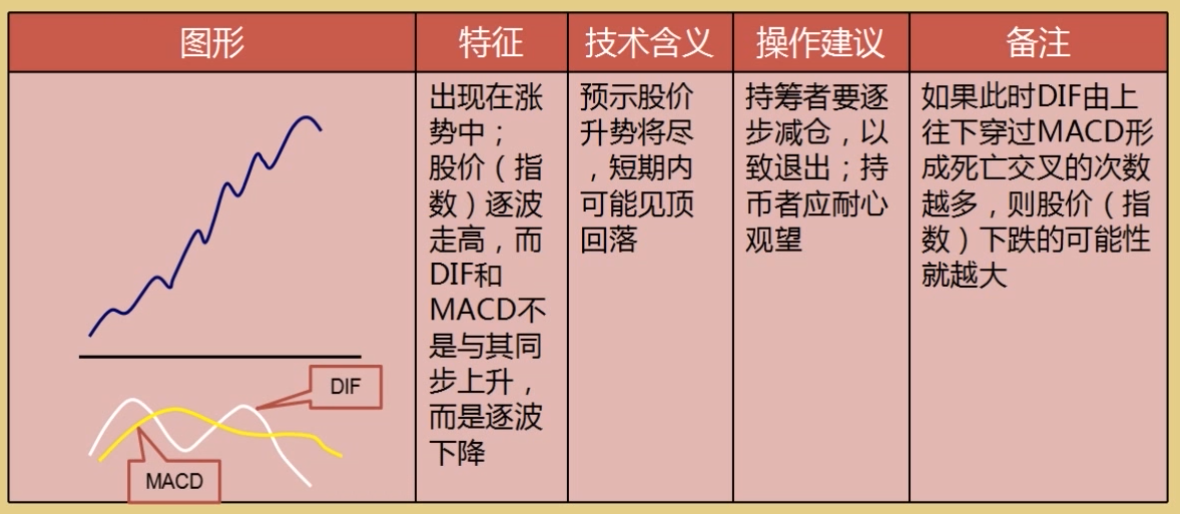 图形
特征
技术含义
操作建议
备注
DIF
MACD
出现在涨
势中；
股价（指
数）逐波
走高，而
DIF和
MACD不
是与其同
步上升，
而是逐波
下降
预示股价
升势将尽
，短期内
可能见顶
回落
持筹者要逐
步减仓，以
致退出；持
币者应耐心
观望
如果此时DIF由上
往下穿过MACD形
成死亡交叉的次数
越多，则股价（指
数）下跌的可能性
就越大